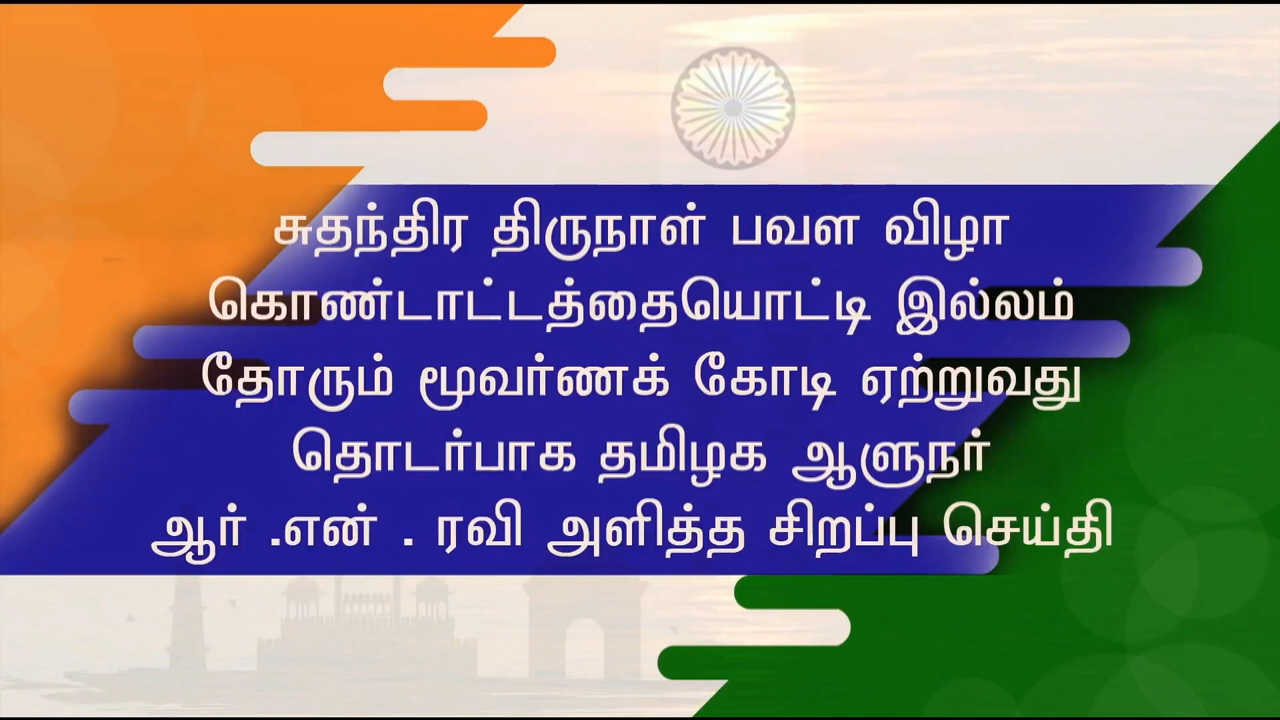 சுதந்திர திருநாள் பவள விழா
கொண்டாட்டத்தையொட்டி இல்லம்
தோரும் மூவர்ணக் கோடி ஏற்றுவது
தொடர்பாக தமிழக ஆளுநர்
ஆர் .என் . ரவி அளித்த சிறப்பு செய்தி